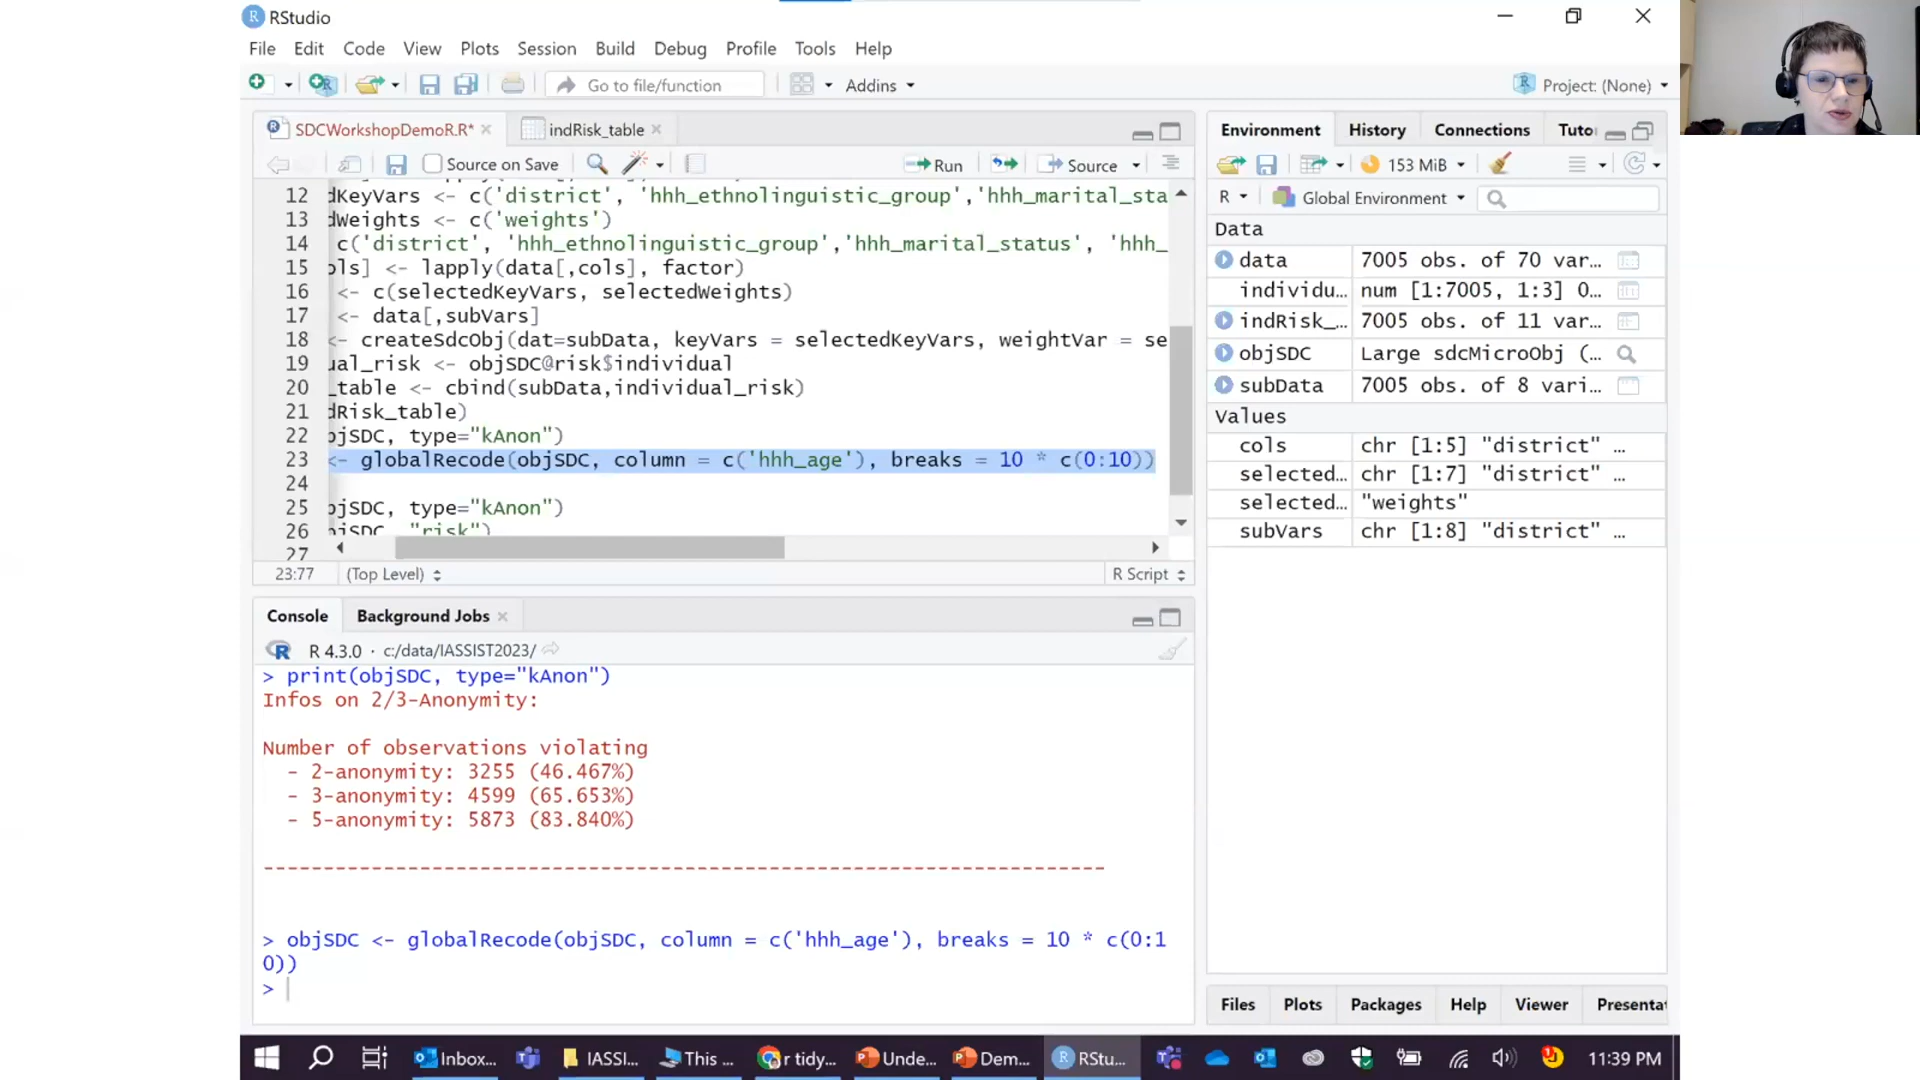 RStudio
File Edit Code View Plots Session Build Debug Profile Tools Help
Go to file/function Addins Project: (None)
SDCWorkshopDemoR.R* indRisk_table
Source on Save Run Source
12 dKeyVars <- c('district', 'hhh_ethnolinguistic_group','hhh_marital_sta
13 dWeights <- c('weights')
14 c('district', 'hhh_ethnolinguistic_group','hhh_marital_status', 'hhh_
15 ols] <- lapply(data[,cols], factor)
16 <- c(selectedKeyVars, selectedWeights)
17 <- data[,subVars]
18 <- createSdcObj(dat=subData, keyVars = selectedKeyVars, weightVar = se
19 ual_risk <- objSDC@risk$individual
20 _table <- cbind(subData,individual_risk)
21 dRisk_table)
22 bjSDC, type="kAnon")
23 <- globalRecode(objSDC, column = c('hhh_age'), breaks = 10 * c(0:10))
24
25 bjSDC, type="kAnon")
26 bjSDC, "risk")
27
23:77 (Top Level) R Script
Console Background Jobs
R 4.3.0 · c:/data/IASSIST2023/
> print(objSDC, type="kAnon")
Infos on 2/3-Anonymity:
Number of observations violating
- 2-anonymity: 3255 (46.467%)
- 3-anonymity: 4599 (65.653%)
- 5-anonymity: 5873 (83.840%)
----------------------------------------------------------------------
> objSDC <- globalRecode(objSDC, column = c('hhh_age'), breaks = 10 * c(0:1
0))
>
Environment History Connections Tuto
153 MiB
R Global Environment
Data
data 7005 obs. of 70 var…
individu… num [1:7005, 1:3] 0…
indRisk_… 7005 obs. of 11 var…
objSDC Large sdcMicroObj (…
subData 7005 obs. of 8 vari…
Values
cols chr [1:5] "district" …
selected… chr [1:7] "district" …
selected… "weights"
subVars chr [1:8] "district" …
Files Plots Packages Help Viewer Presenta
Inbox... IASSI... This ... r tidy... Unde... Dem... RStu... 11:39 PM